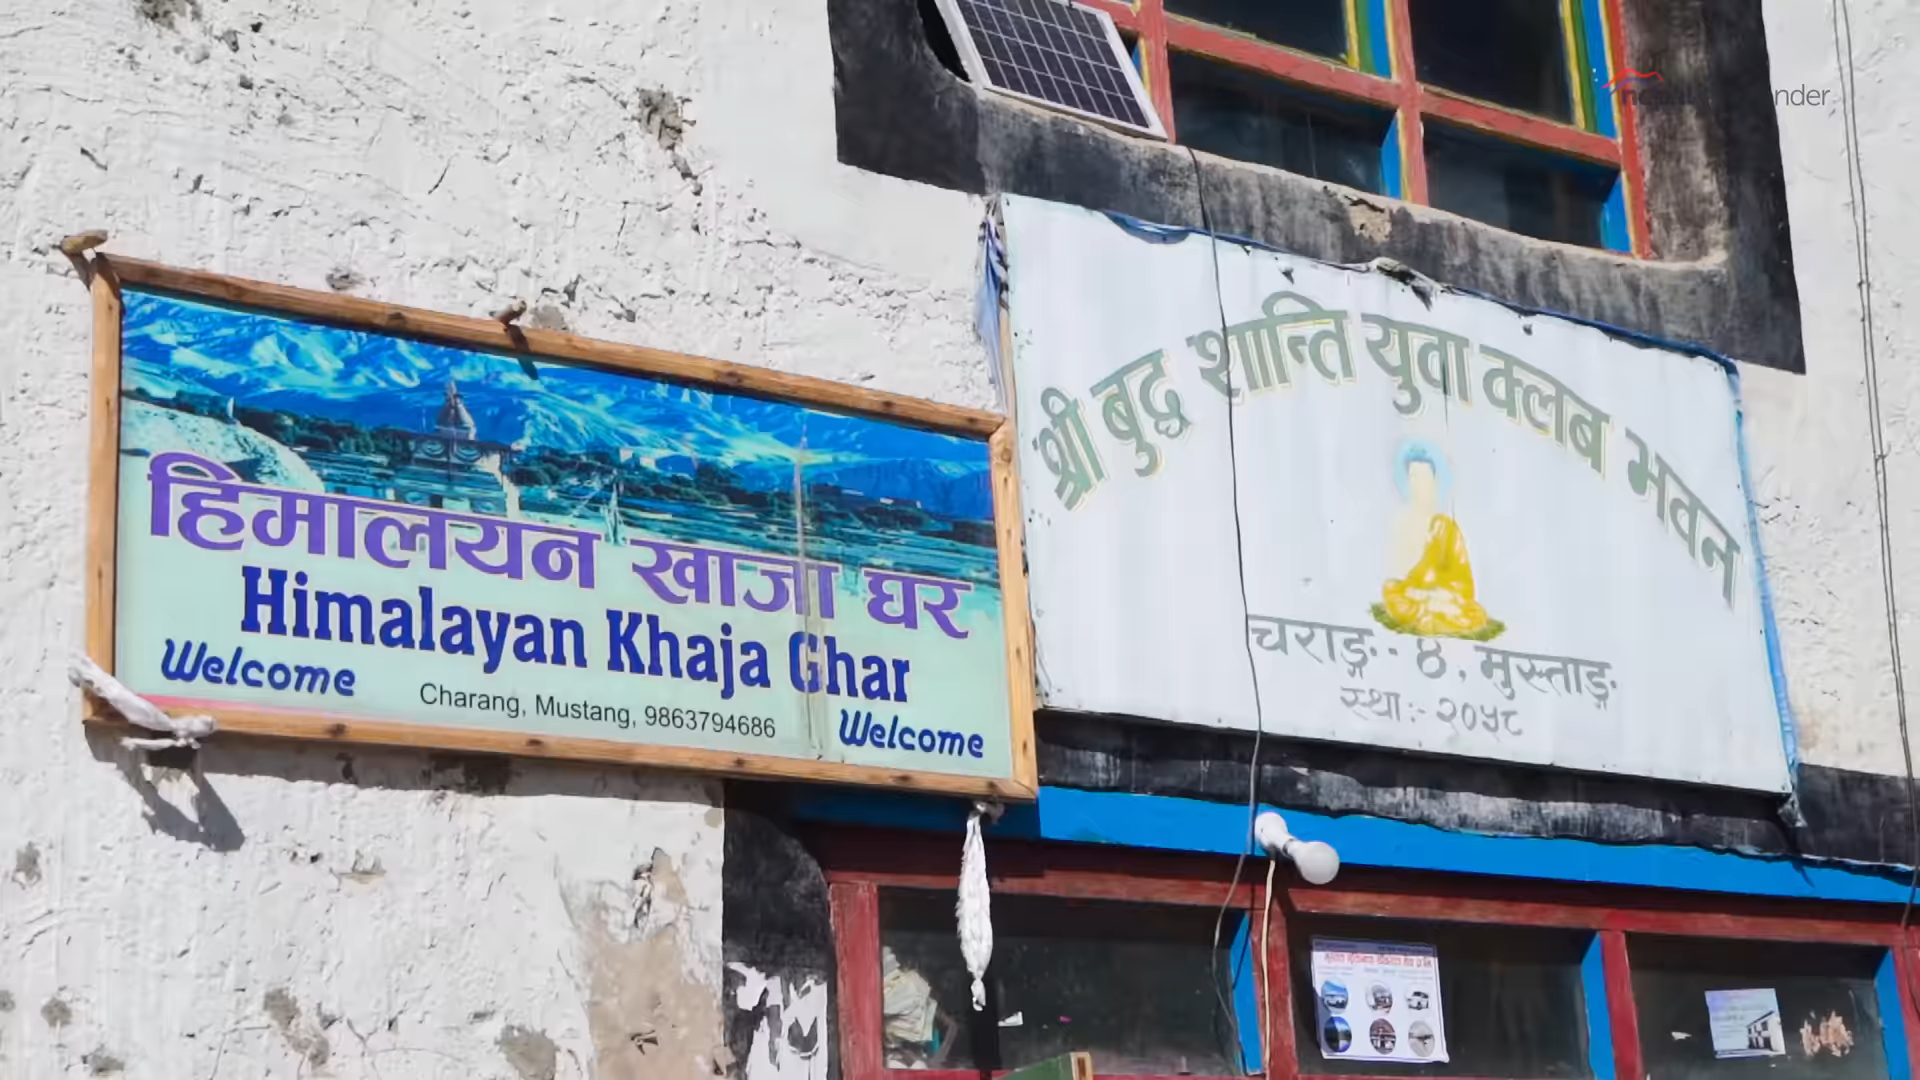 हिमालयन खाजा घर
Himalayan Khaja Ghar
Welcome
Charang, Mustang, 9863794686
Welcome
श्री बुद्ध शान्ति युवा क्लब भवन
चराङ्ग-- ४, मुस्ताङ्ग
स्था:- २०५८